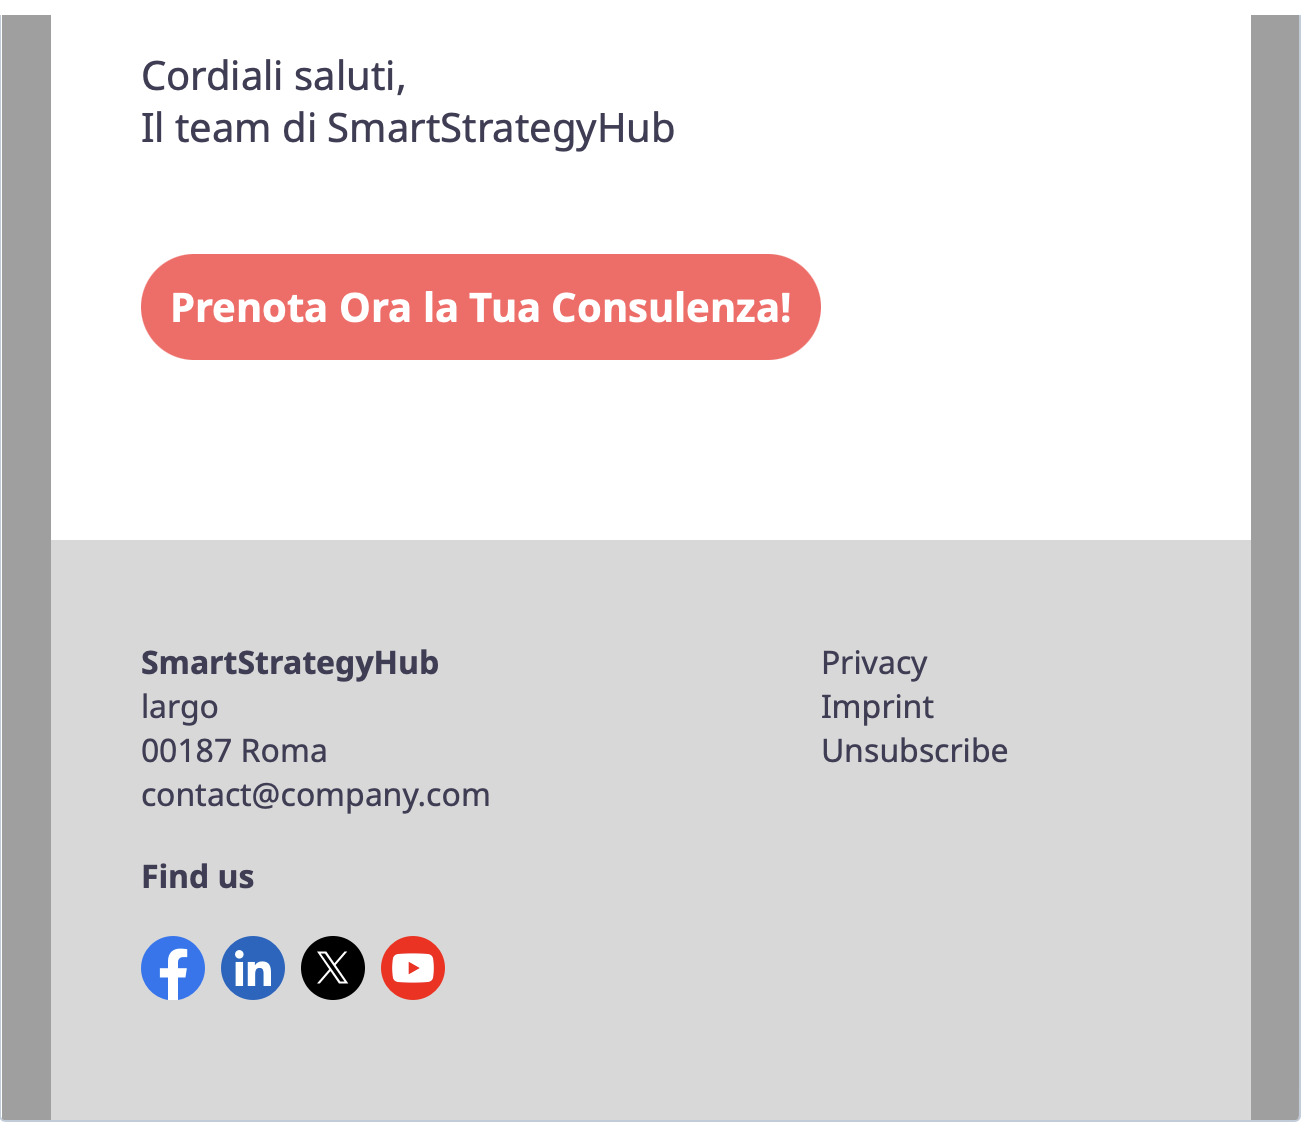 Cordiali saluti,
Il team di SmartStrategyHub
Prenota Ora la Tua Consulenza!
SmartStrategyHub
largo
00187 Roma
contact@company.com
Find us
Privacy
Imprint
Unsubscribe